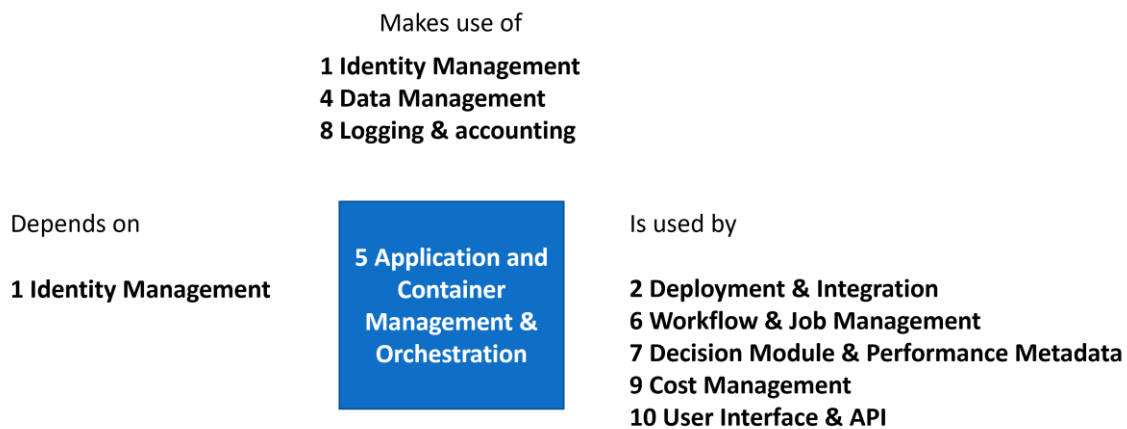 Makes use of
1 Identity Management
4 Data Management
8 Logging & accounting
Depends on
1 Identity Management
5 Application and
Container
Management &
Orchestration
Is used by
2 Deployment & Integration
6 Workflow & Job Management
7 Decision Module & Performance Metadata
9 Cost Management
10 User Interface & API